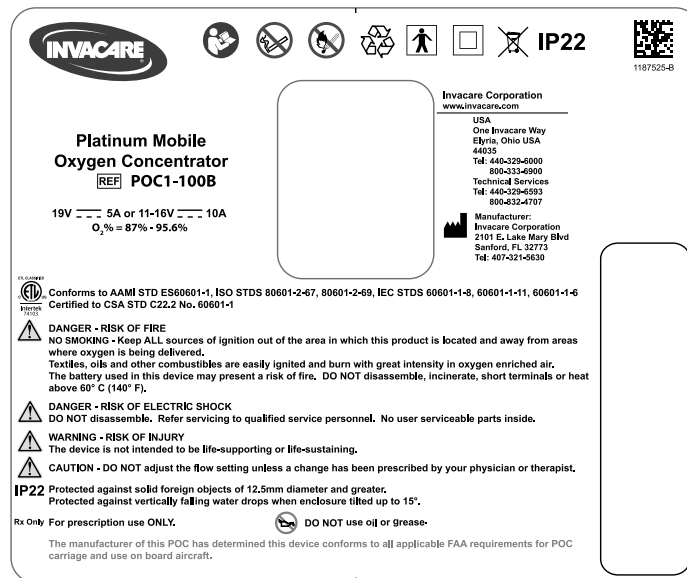 INVACARE
IP22
1187525-B
Invacare Corporation
www.invacare.com
USA
One Invacare Way
Elyria, Ohio USA
44035
Tel: 440-329-6000
800-333-6900
Technical Services
Tel: 440-329-6593
800-832-4707
Manufacturer:
Invacare Corporation
2101 E. Lake Mary Blvd
Sanford, FL 32773
Tel: 407-321-5630
Platinum Mobile
Oxygen Concentrator
REF POC1-100B
19V 5A or 11-16V 10A
O2% = 87% - 95.6%
ETL CLASSIFIED
ETL
Intertek
74103
Conforms to AAMI STD ES60601-1, ISO STDS 80601-2-67, 80601-2-69, IEC STDS 60601-1-8, 60601-1-11, 60601-1-6
Certified to CSA STD C22.2 No. 60601-1
DANGER - RISK OF FIRE
NO SMOKING - Keep ALL sources of ignition out of the area in which this product is located and away from areas
where oxygen is being delivered.
Textiles, oils and other combustibles are easily ignited and burn with great intensity in oxygen enriched air.
The battery used in this device may present a risk of fire. DO NOT disassemble, incinerate, short terminals or heat
above 60° C (140° F).
DANGER - RISK OF ELECTRIC SHOCK
DO NOT disassemble. Refer servicing to qualified service personnel. No user serviceable parts inside.
WARNING - RISK OF INJURY
The device is not intended to be life-supporting or life-sustaining.
CAUTION - DO NOT adjust the flow setting unless a change has been prescribed by your physician or therapist.
IP22 Protected against solid foreign objects of 12.5mm diameter and greater.
Protected against vertically falling water drops when enclosure tilted up to 15°.
Rx Only For prescription use ONLY. DO NOT use oil or grease.
The manufacturer of this POC has determined this device conforms to all applicable FAA requirements for POC
carriage and use on board aircraft.